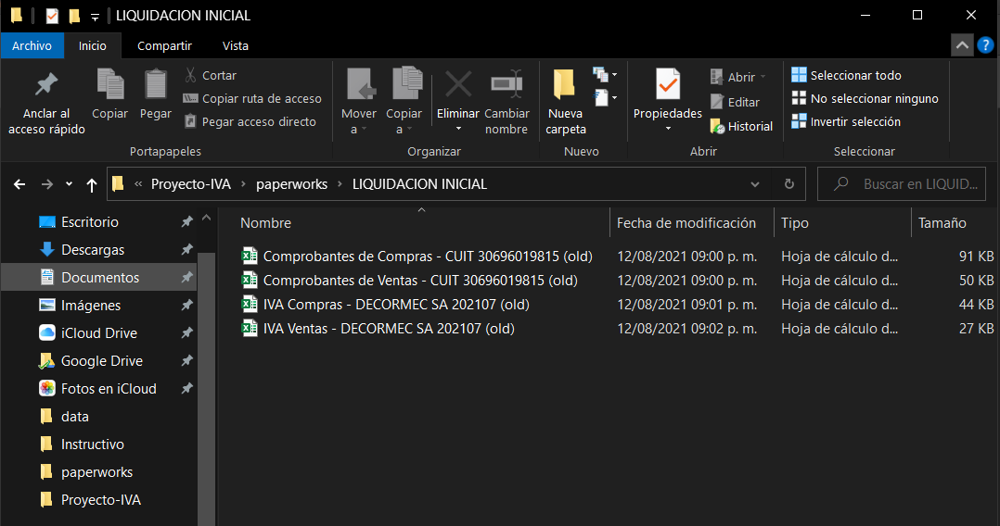 LIQUIDACION INICIAL
Archivo Inicio Compartir Vista
Anclar al acceso rápido
Copiar
Pegar
Cortar
Copiar ruta de acceso
Pegar acceso directo
Portapapeles
Mover a
Copiar a
Eliminar
Cambiar nombre
Organizar
Nueva carpeta
Nuevo
Propiedades
Abrir
Editar
Historial
Abrir
Seleccionar todo
No seleccionar ninguno
Invertir selección
Seleccionar
« Proyecto-IVA › paperworks › LIQUIDACION INICIAL
Buscar en LIQUID...
Escritorio
Descargas
Documentos
Imágenes
iCloud Drive
Google Drive
Fotos en iCloud
data
Instructivo
paperworks
Proyecto-IVA
Nombre Fecha de modificación Tipo Tamaño
Comprobantes de Compras - CUIT 30696019815 (old) 12/08/2021 09:00 p. m. Hoja de cálculo d... 91 KB
Comprobantes de Ventas - CUIT 30696019815 (old) 12/08/2021 09:00 p. m. Hoja de cálculo d... 50 KB
IVA Compras - DECORMEC SA 202107 (old) 12/08/2021 09:01 p. m. Hoja de cálculo d... 44 KB
IVA Ventas - DECORMEC SA 202107 (old) 12/08/2021 09:02 p. m. Hoja de cálculo d... 27 KB